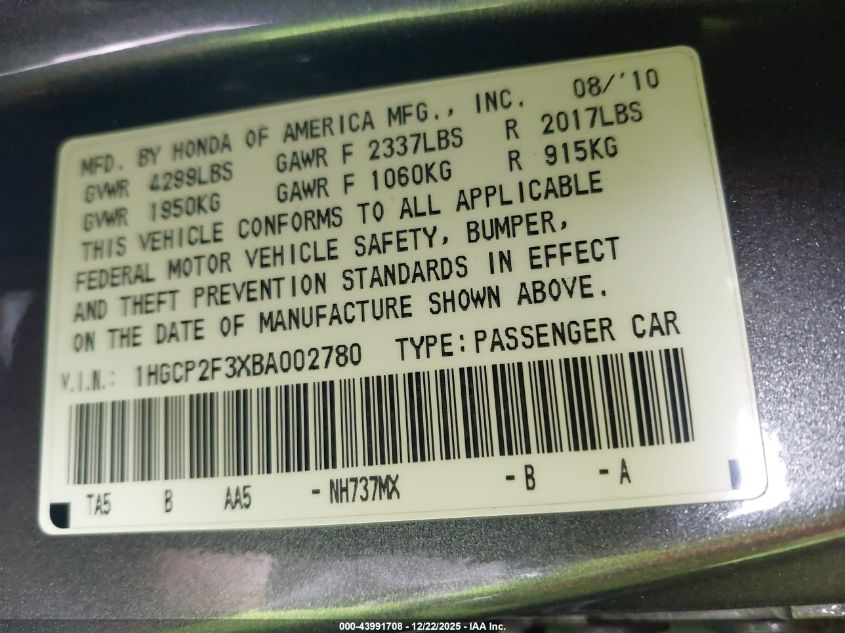 MFD. BY HONDA OF AMERICA MFG., INC. 08/'10
GVWR 4299LBS GAWR F 2337LBS R 2017LBS
GVWR 1950KG GAWR F 1060KG R 915KG
THIS VEHICLE CONFORMS TO ALL APPLICABLE
FEDERAL MOTOR VEHICLE SAFETY, BUMPER,
AND THEFT PREVENTION STANDARDS IN EFFECT
ON THE DATE OF MANUFACTURE SHOWN ABOVE.
V.I.N.: 1HGCP2F3XBA002780 TYPE: PASSENGER CAR
TA5 B AA5 - NH737MX - B - A
000-43991708 - 12/22/2025 - IAA Inc.